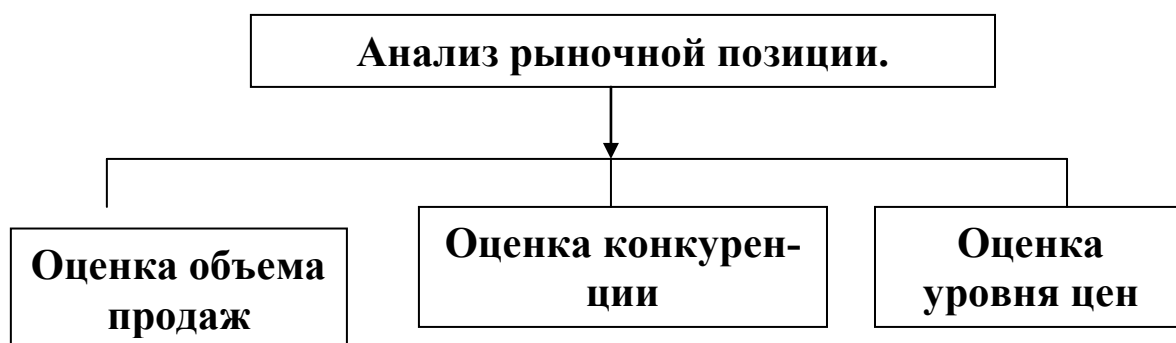 Анализ рыночной позиции.
Оценка объема
продаж
Оценка конкурен-
ции
Оценка
уровня цен